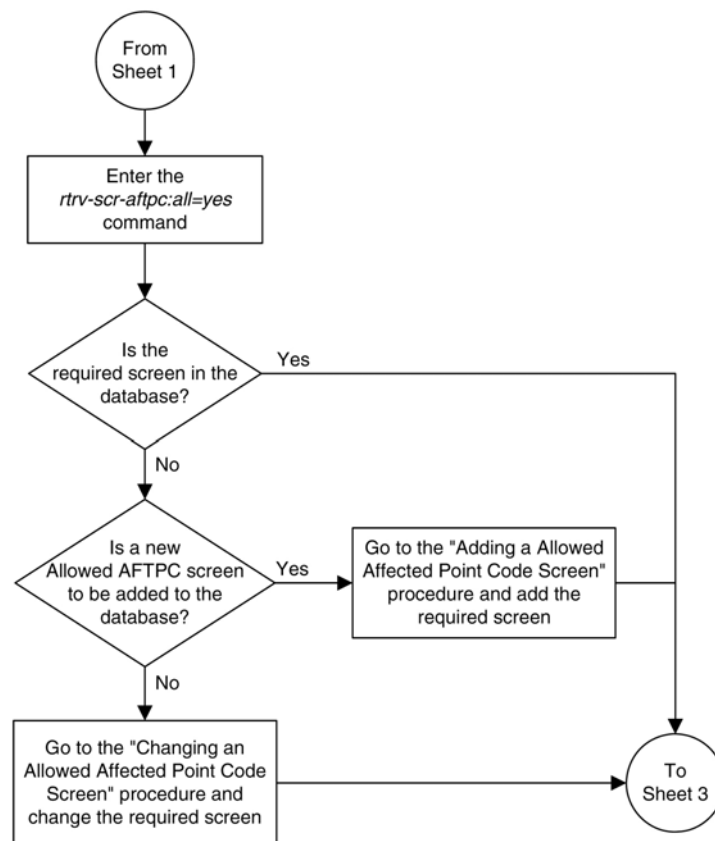 From
Sheet 1
Enter the
rtrv-scr-aftpc:all=yes
command
Is the
required screen in the
database?
Yes
No
Is a new
Allowed AFTPC screen
to be added to the
database?
Yes
Go to the "Adding a Allowed
Affected Point Code Screen"
procedure and add the
required screen
No
Go to the "Changing an
Allowed Affected Point Code
Screen" procedure and
change the required screen
To
Sheet 3